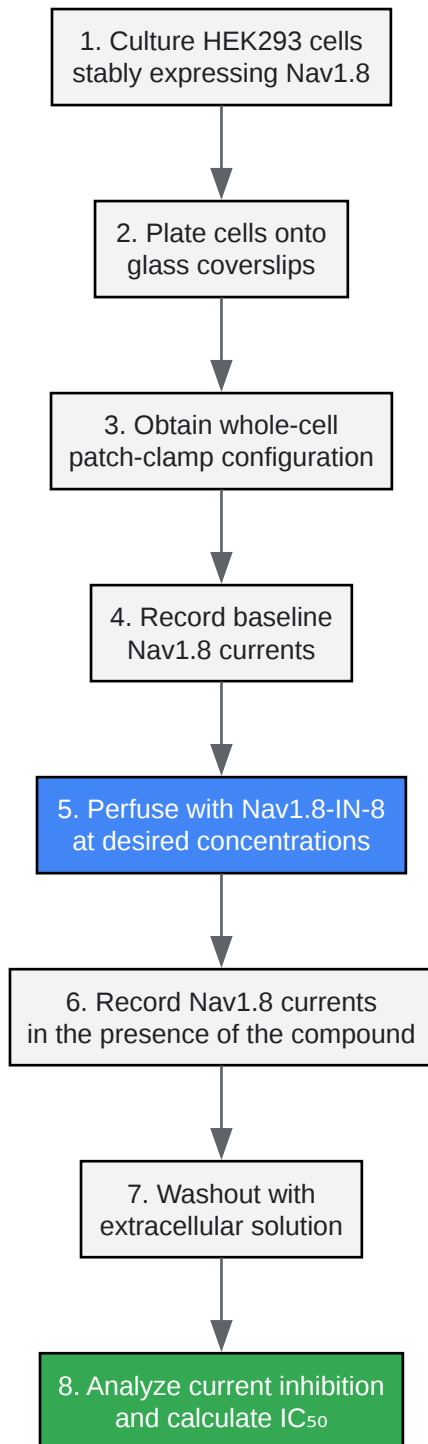 1. Culture HEK293 cells
stably expressing Nav1.8
2. Plate cells onto
glass coverslips
3. Obtain whole-cell
patch-clamp configuration
4. Record baseline
Nav1.8 currents
5. Perfuse with Nav1.8-IN-8
at desired concentrations
6. Record Nav1.8 currents
in the presence of the compound
7. Washout with
extracellular solution
8. Analyze current inhibition
and calculate IC₅₀